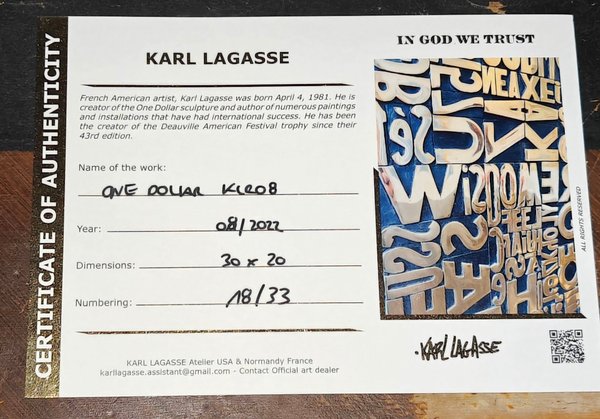 CERTIFICATE OF AUTHENTICITY
KARL LAGASSE
French American artist, Karl Lagasse was born April 4, 1981. He is
creator of the One Dollar sculpture and author of numerous paintings
and installations that have had international success. He has been
the creator of the Deauville American Festival trophy since their
43rd edition.
Name of the work:
ONE DOLLAR KLR08
Year: 08/2022
Dimensions: 30 x 20
Numbering: 18/33
KARL LAGASSE Atelier USA & Normandy France
karllagasse.assistant@gmail.com - Contact Official art dealer
IN GOD WE TRUST
WiSDOM
ALL RIGHTS RESERVED
KARL LAGASSE